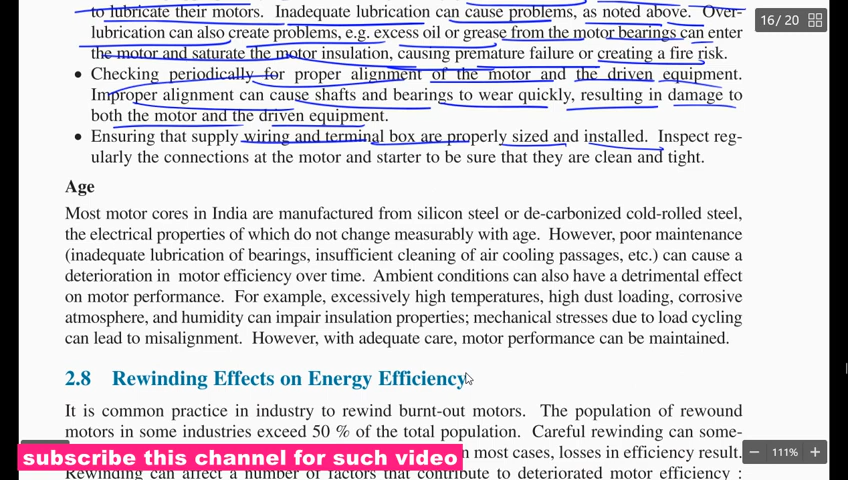 to lubricate their motors. Inadequate lubrication can cause problems, as noted above. Over-
lubrication can also create problems, e.g. excess oil or grease from the motor bearings can enter
the motor and saturate the motor insulation, causing premature failure or creating a fire risk.
• Checking periodically for proper alignment of the motor and the driven equipment.
Improper alignment can cause shafts and bearings to wear quickly, resulting in damage to
both the motor and the driven equipment.
• Ensuring that supply wiring and terminal box are properly sized and installed. Inspect reg-
ularly the connections at the motor and starter to be sure that they are clean and tight.
Age
Most motor cores in India are manufactured from silicon steel or de-carbonized cold-rolled steel,
the electrical properties of which do not change measurably with age. However, poor maintenance
(inadequate lubrication of bearings, insufficient cleaning of air cooling passages, etc.) can cause a
deterioration in motor efficiency over time. Ambient conditions can also have a detrimental effect
on motor performance. For example, excessively high temperatures, high dust loading, corrosive
atmosphere, and humidity can impair insulation properties; mechanical stresses due to load cycling
can lead to misalignment. However, with adequate care, motor performance can be maintained.
2.8 Rewinding Effects on Energy Efficiency
It is common practice in industry to rewind burnt-out motors. The population of rewound
motors in some industries exceed 50 % of the total population. Careful rewinding can some-
most cases, losses in efficiency result.
Rewinding can affect a number of factors that contribute to deteriorated motor efficiency :
16 / 20
111%
subscribe this channel for such video